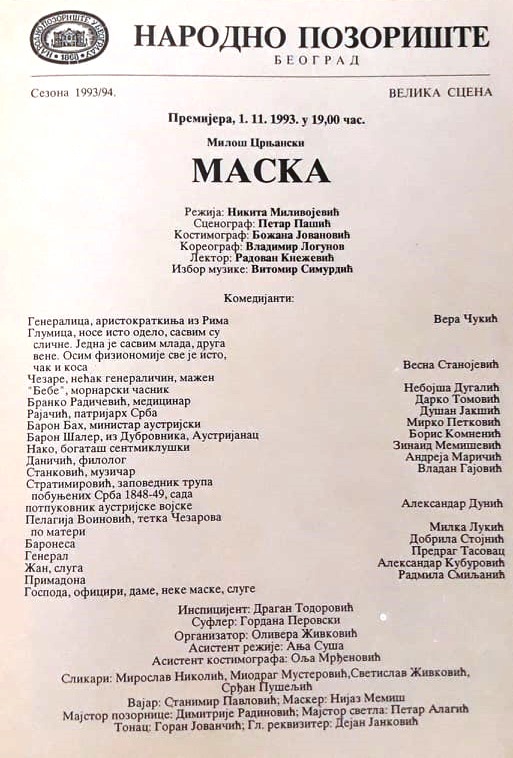 НАРОДНО ПОЗОРИШТЕ У БЕОГРАДУ
1868
НАРОДНО ПОЗОРИШТЕ
БЕОГРАД
Сезона 1993/94.
ВЕЛИКА СЦЕНА
Премијера, 1. 11. 1993. у 19,00 час.
Милош Црњански
МАСКА
Режија: Никита Миливојевић
Сценограф: Петар Пашић
Костимограф: Божана Јовановић
Кореограф: Владимир Логунов
Лектор: Радован Кнежевић
Избор музике: Витомир Симурдић
Комедијанти:
Генералица, аристократкиња из Рима Вера Чукић
Глумица, носе исто одело, сасвим су
сличне. Једна је сасвим млада, друга
вене. Осим физиономије све је исто,
чак и коса Весна Станојевић
Чезаре, нећак генераличин, мажен
"Бебе", морнарски часник Небојша Дугалић
Бранко Радичевић, медицинар Дарко Томовић
Рајачић, патријарх Срба Душан Јакшић
Барон Бах, министар аустријски Мирко Петковић
Барон Шалер, из Дубровника, Аустријанац Борис Комненић
Нако, богаташ сентмиклушки Зинаид Мемишевић
Даничић, филолог Андреја Маричић
Станковић, музичар Владан Гајовић
Стратимировић, заповедник трупа
побуњених Срба 1848-49, сада
потпуковник аустријске војске Александар Дунић
Пелагија Воиновић, тетка Чезарова
по матери Милка Лукић
Баронеса Добрила Стојнић
Генерал Предраг Тасовац
Жан, слуга Александар Кубуровић
Примадона Радмила Смиљанић
Господа, официри, даме, неке маске, слуге
Инспицијент: Драган Тодоровић
Суфлер: Гордана Перовски
Организатор: Оливера Живковић
Асистент режије: Ања Суша
Асистент костимографа: Оља Мрђеновић
Сликари: Мирослав Николић, Миодраг Мустеровић,Светислав Живковић,
Срђан Пушељић
Вајар: Станимир Павловић; Маскер: Нијаз Мемиш
Мајстор позорнице: Димитрије Радиновић; Мајстор светла: Петар Алагић
Тонац: Горан Јованчић; Гл. реквизитер: Дејан Јанковић